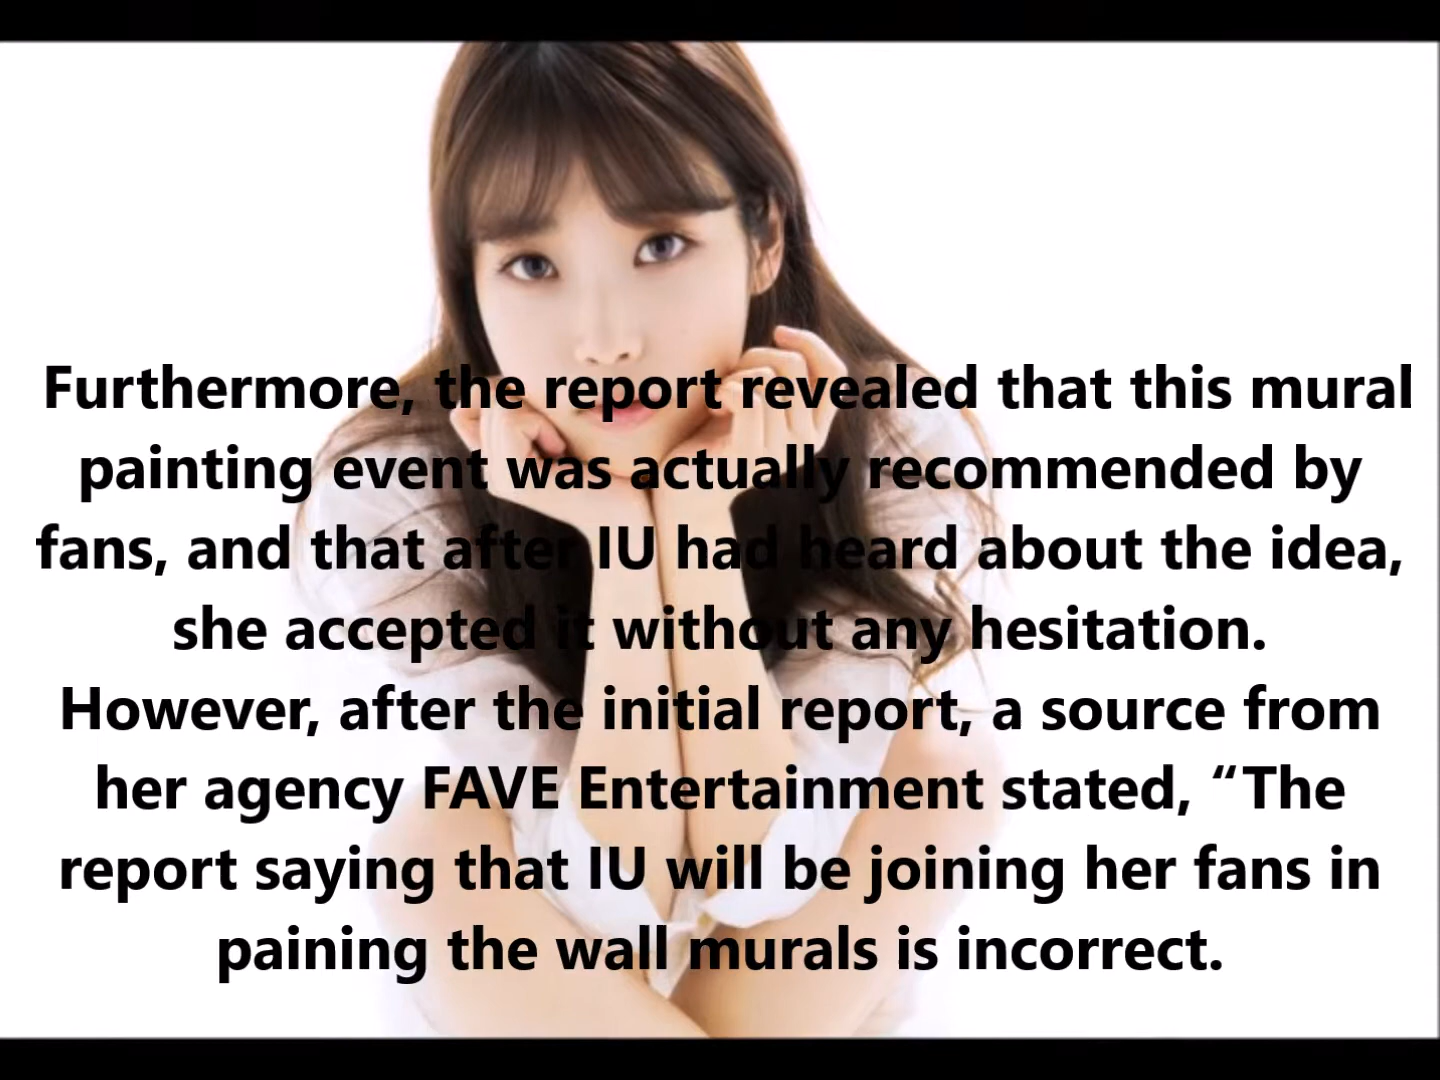 Furthermore, the report revealed that this mural
painting event was actually recommended by
fans, and that after IU had heard about the idea,
she accepted it without any hesitation.
However, after the initial report, a source from
her agency FAVE Entertainment stated, “The
report saying that IU will be joining her fans in
paining the wall murals is incorrect.